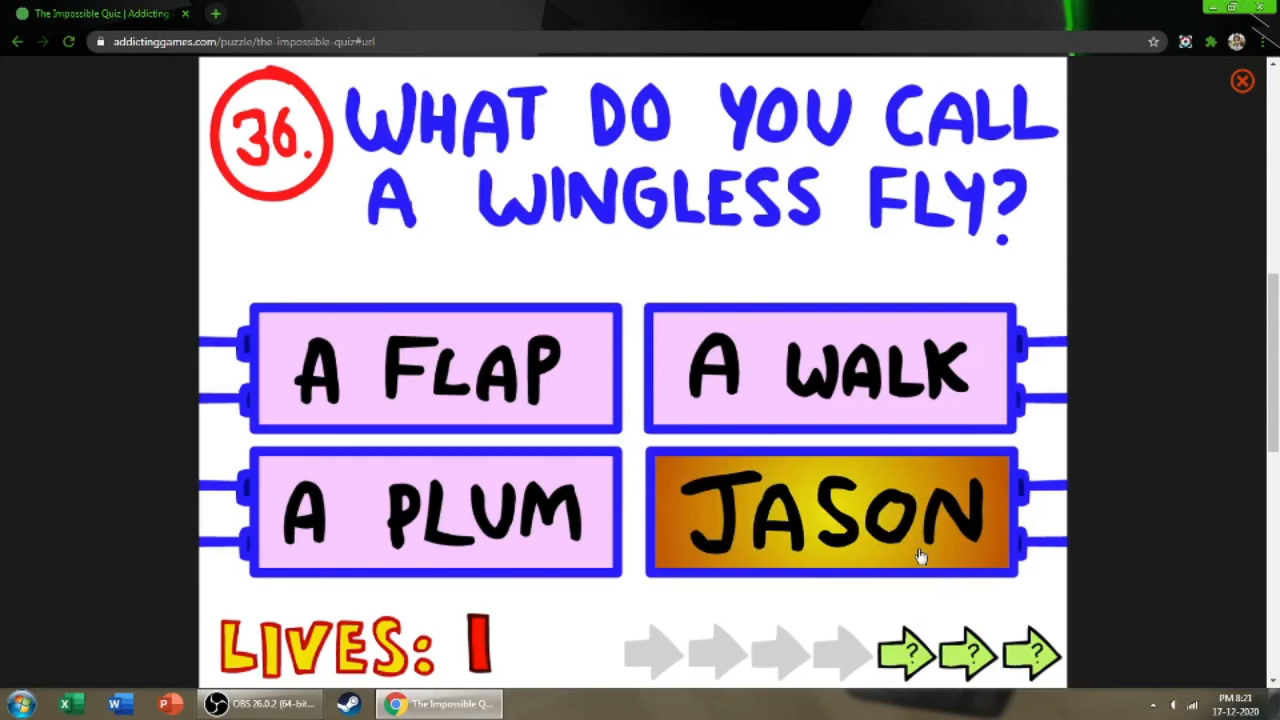 The Impossible Quiz | Addicting
addictinggames.com/puzzle/the-impossible-quiz#url
36. WHAT DO YOU CALL
A WINGLESS FLY?
A FLAP
A WALK
A PLUM
JASON
LIVES: 1
? ? ?
OBS 26.0.2 (64-bit...
The Impossible Q...
PM 8:21
17-12-2020